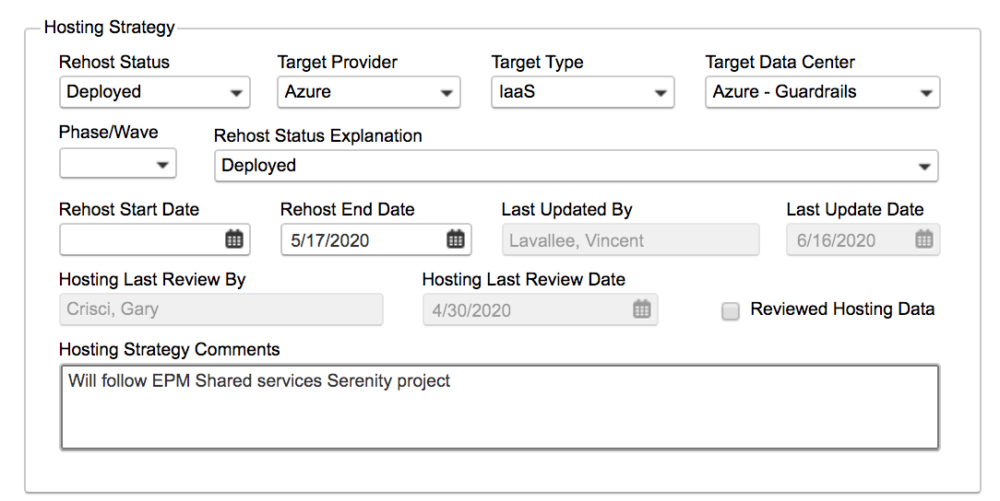 Hosting Strategy
Rehost Status Target Provider Target Type Target Data Center
Deployed Azure IaaS Azure - Guardrails
Phase/Wave Rehost Status Explanation
Deployed
Rehost Start Date Rehost End Date Last Updated By Last Update Date
5/17/2020 Lavallee, Vincent 6/16/2020
Hosting Last Review By Hosting Last Review Date
Crisci, Gary 4/30/2020 Reviewed Hosting Data
Hosting Strategy Comments
Will follow EPM Shared services Serenity project